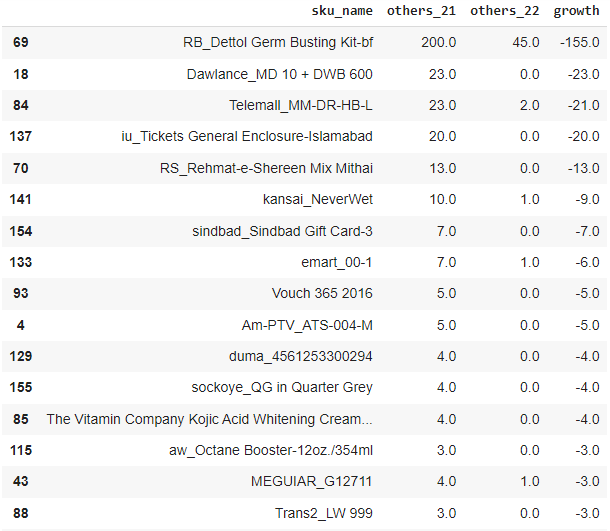 sku_name others_21 others_22 growth
69 RB_Dettol Germ Busting Kit-bf 200.0 45.0 -155.0
18 Dawlance_MD 10 + DWB 600 23.0 0.0 -23.0
84 Telemall_MM-DR-HB-L 23.0 2.0 -21.0
137 iu_Tickets General Enclosure-Islamabad 20.0 0.0 -20.0
70 RS_Rehmat-e-Shereen Mix Mithai 13.0 0.0 -13.0
141 kansai_NeverWet 10.0 1.0 -9.0
154 sindbad_Sindbad Gift Card-3 7.0 0.0 -7.0
133 emart_00-1 7.0 1.0 -6.0
93 Vouch 365 2016 5.0 0.0 -5.0
4 Am-PTV_ATS-004-M 5.0 0.0 -5.0
129 duma_4561253300294 4.0 0.0 -4.0
155 sockoye_QG in Quarter Grey 4.0 0.0 -4.0
85 The Vitamin Company Kojic Acid Whitening Cream... 4.0 0.0 -4.0
115 aw_Octane Booster-12oz./354ml 3.0 0.0 -3.0
43 MEGUIAR_G12711 4.0 1.0 -3.0
88 Trans2_LW 999 3.0 0.0 -3.0